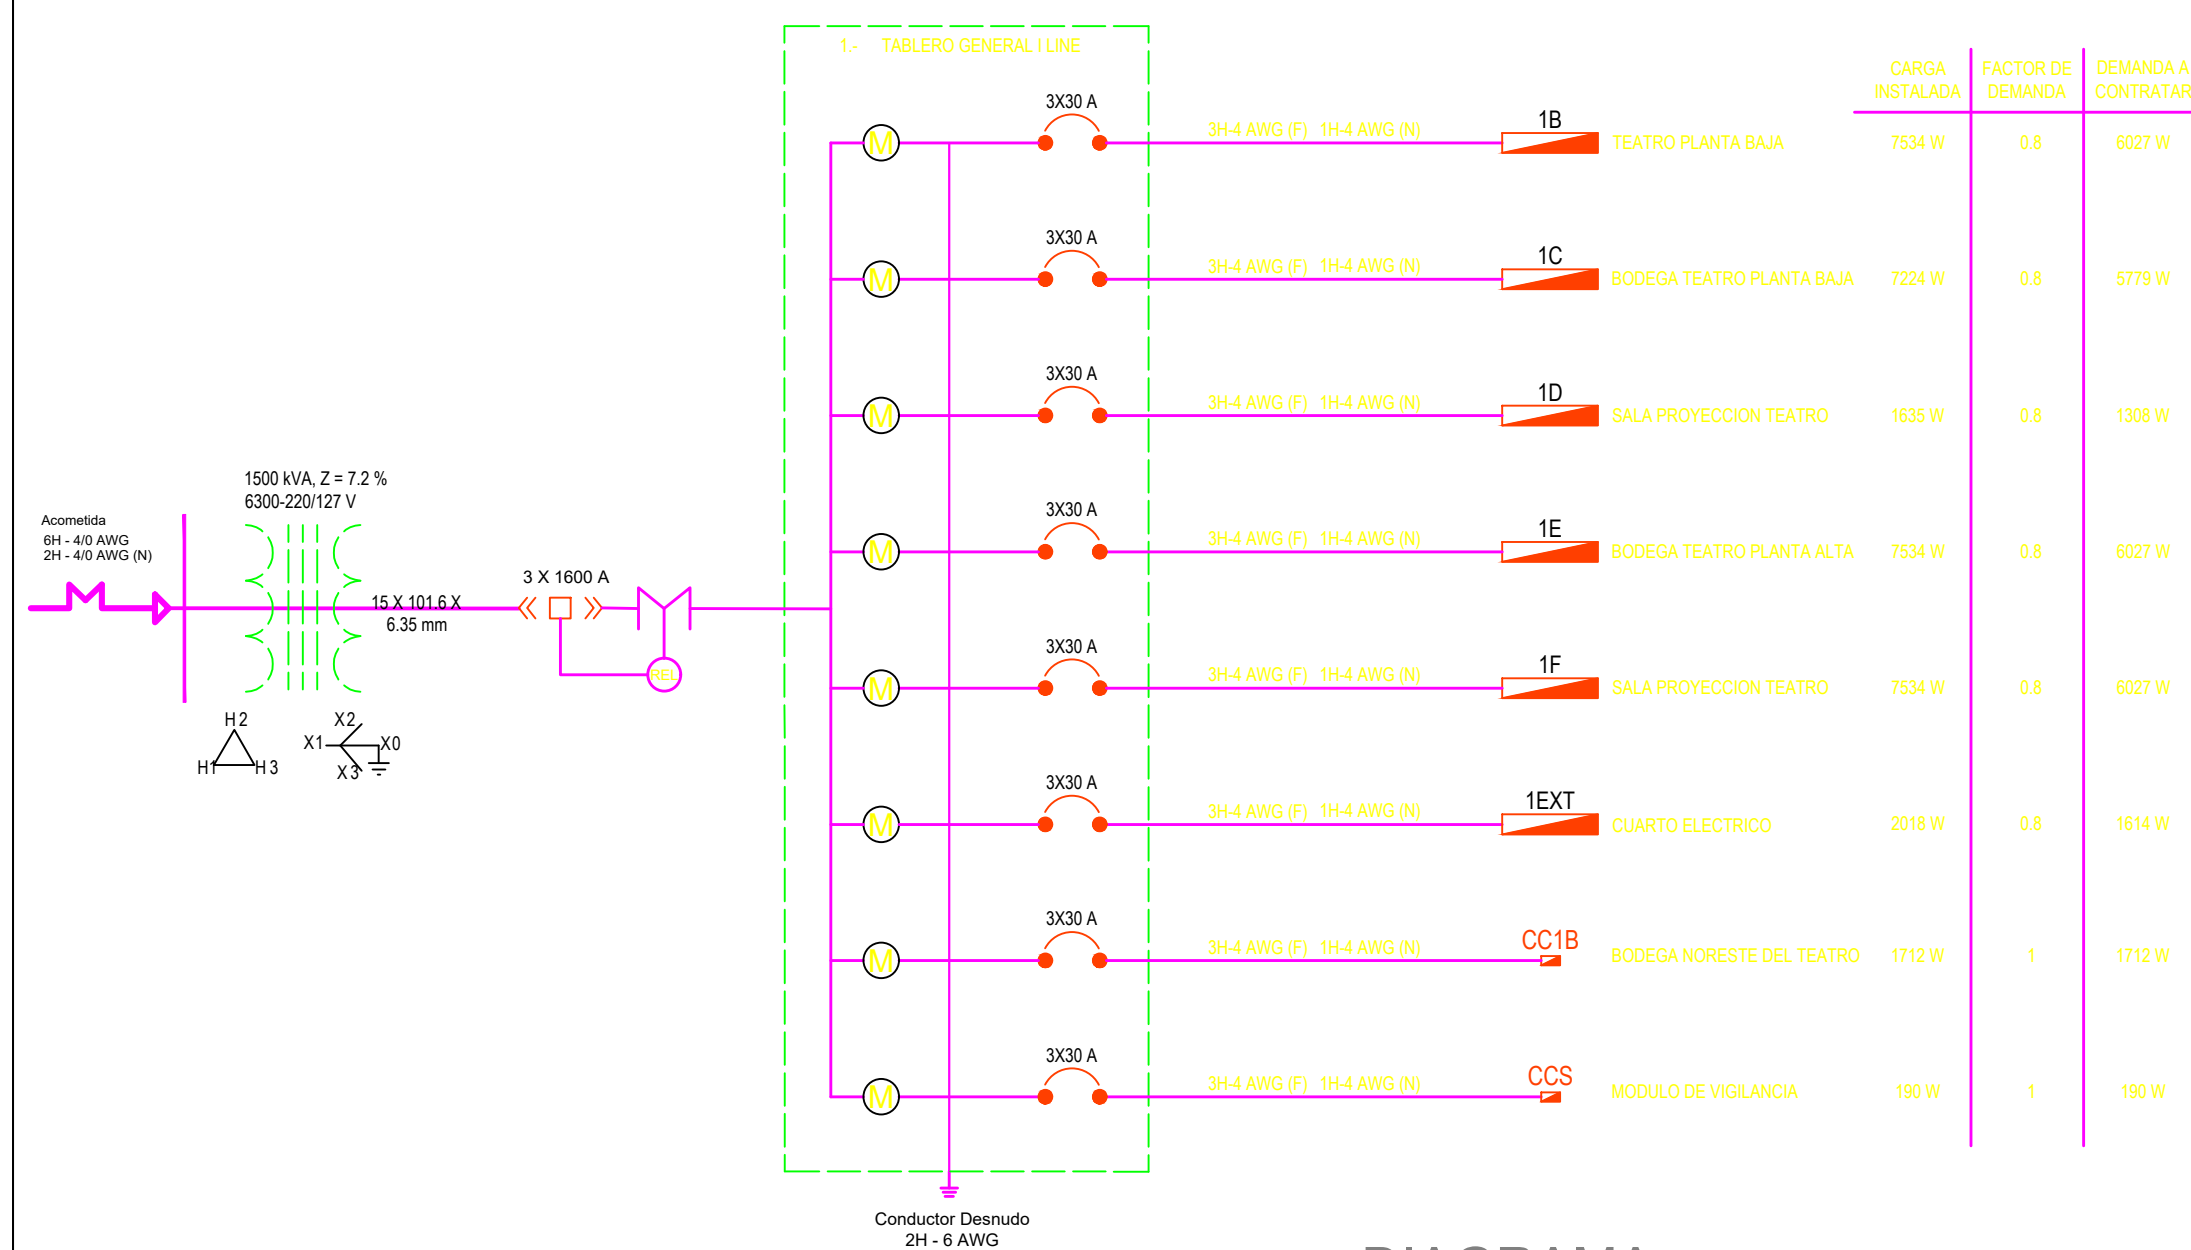 1.- TABLERO GENERAL I LINE
CARGA INSTALADA
FACTOR DE DEMANDA
DEMANDA A CONTRATAR
3X30 A
M
3H-4 AWG (F) 1H-4 AWG (N)
1B
TEATRO PLANTA BAJA 7534 W 0.8 6027 W
3X30 A
M
3H-4 AWG (F) 1H-4 AWG (N)
1C
BODEGA TEATRO PLANTA BAJA 7224 W 0.8 5779 W
3X30 A
M
3H-4 AWG (F) 1H-4 AWG (N)
1D
SALA PROYECCION TEATRO 1635 W 0.8 1308 W
1500 kVA, Z = 7.2 %
6300-220/127 V
Acometida
6H - 4/0 AWG
2H - 4/0 AWG (N)
15 X 101.6 X
6.35 mm
3 X 1600 A
REL
H2
H1
H3
X2
X1
X0
X3
3X30 A
M
3H-4 AWG (F) 1H-4 AWG (N)
1E
BODEGA TEATRO PLANTA ALTA 7534 W 0.8 6027 W
3X30 A
M
3H-4 AWG (F) 1H-4 AWG (N)
1F
SALA PROYECCION TEATRO 7534 W 0.8 6027 W
3X30 A
M
3H-4 AWG (F) 1H-4 AWG (N)
1EXT
CUARTO ELECTRICO 2018 W 0.8 1614 W
3X30 A
M
3H-4 AWG (F) 1H-4 AWG (N)
CC1B
BODEGA NORESTE DEL TEATRO 1712 W 1 1712 W
3X30 A
M
3H-4 AWG (F) 1H-4 AWG (N)
CCS
MODULO DE VIGILANCIA 190 W 1 190 W
Conductor Desnudo
2H - 6 AWG
DIAGRAMA